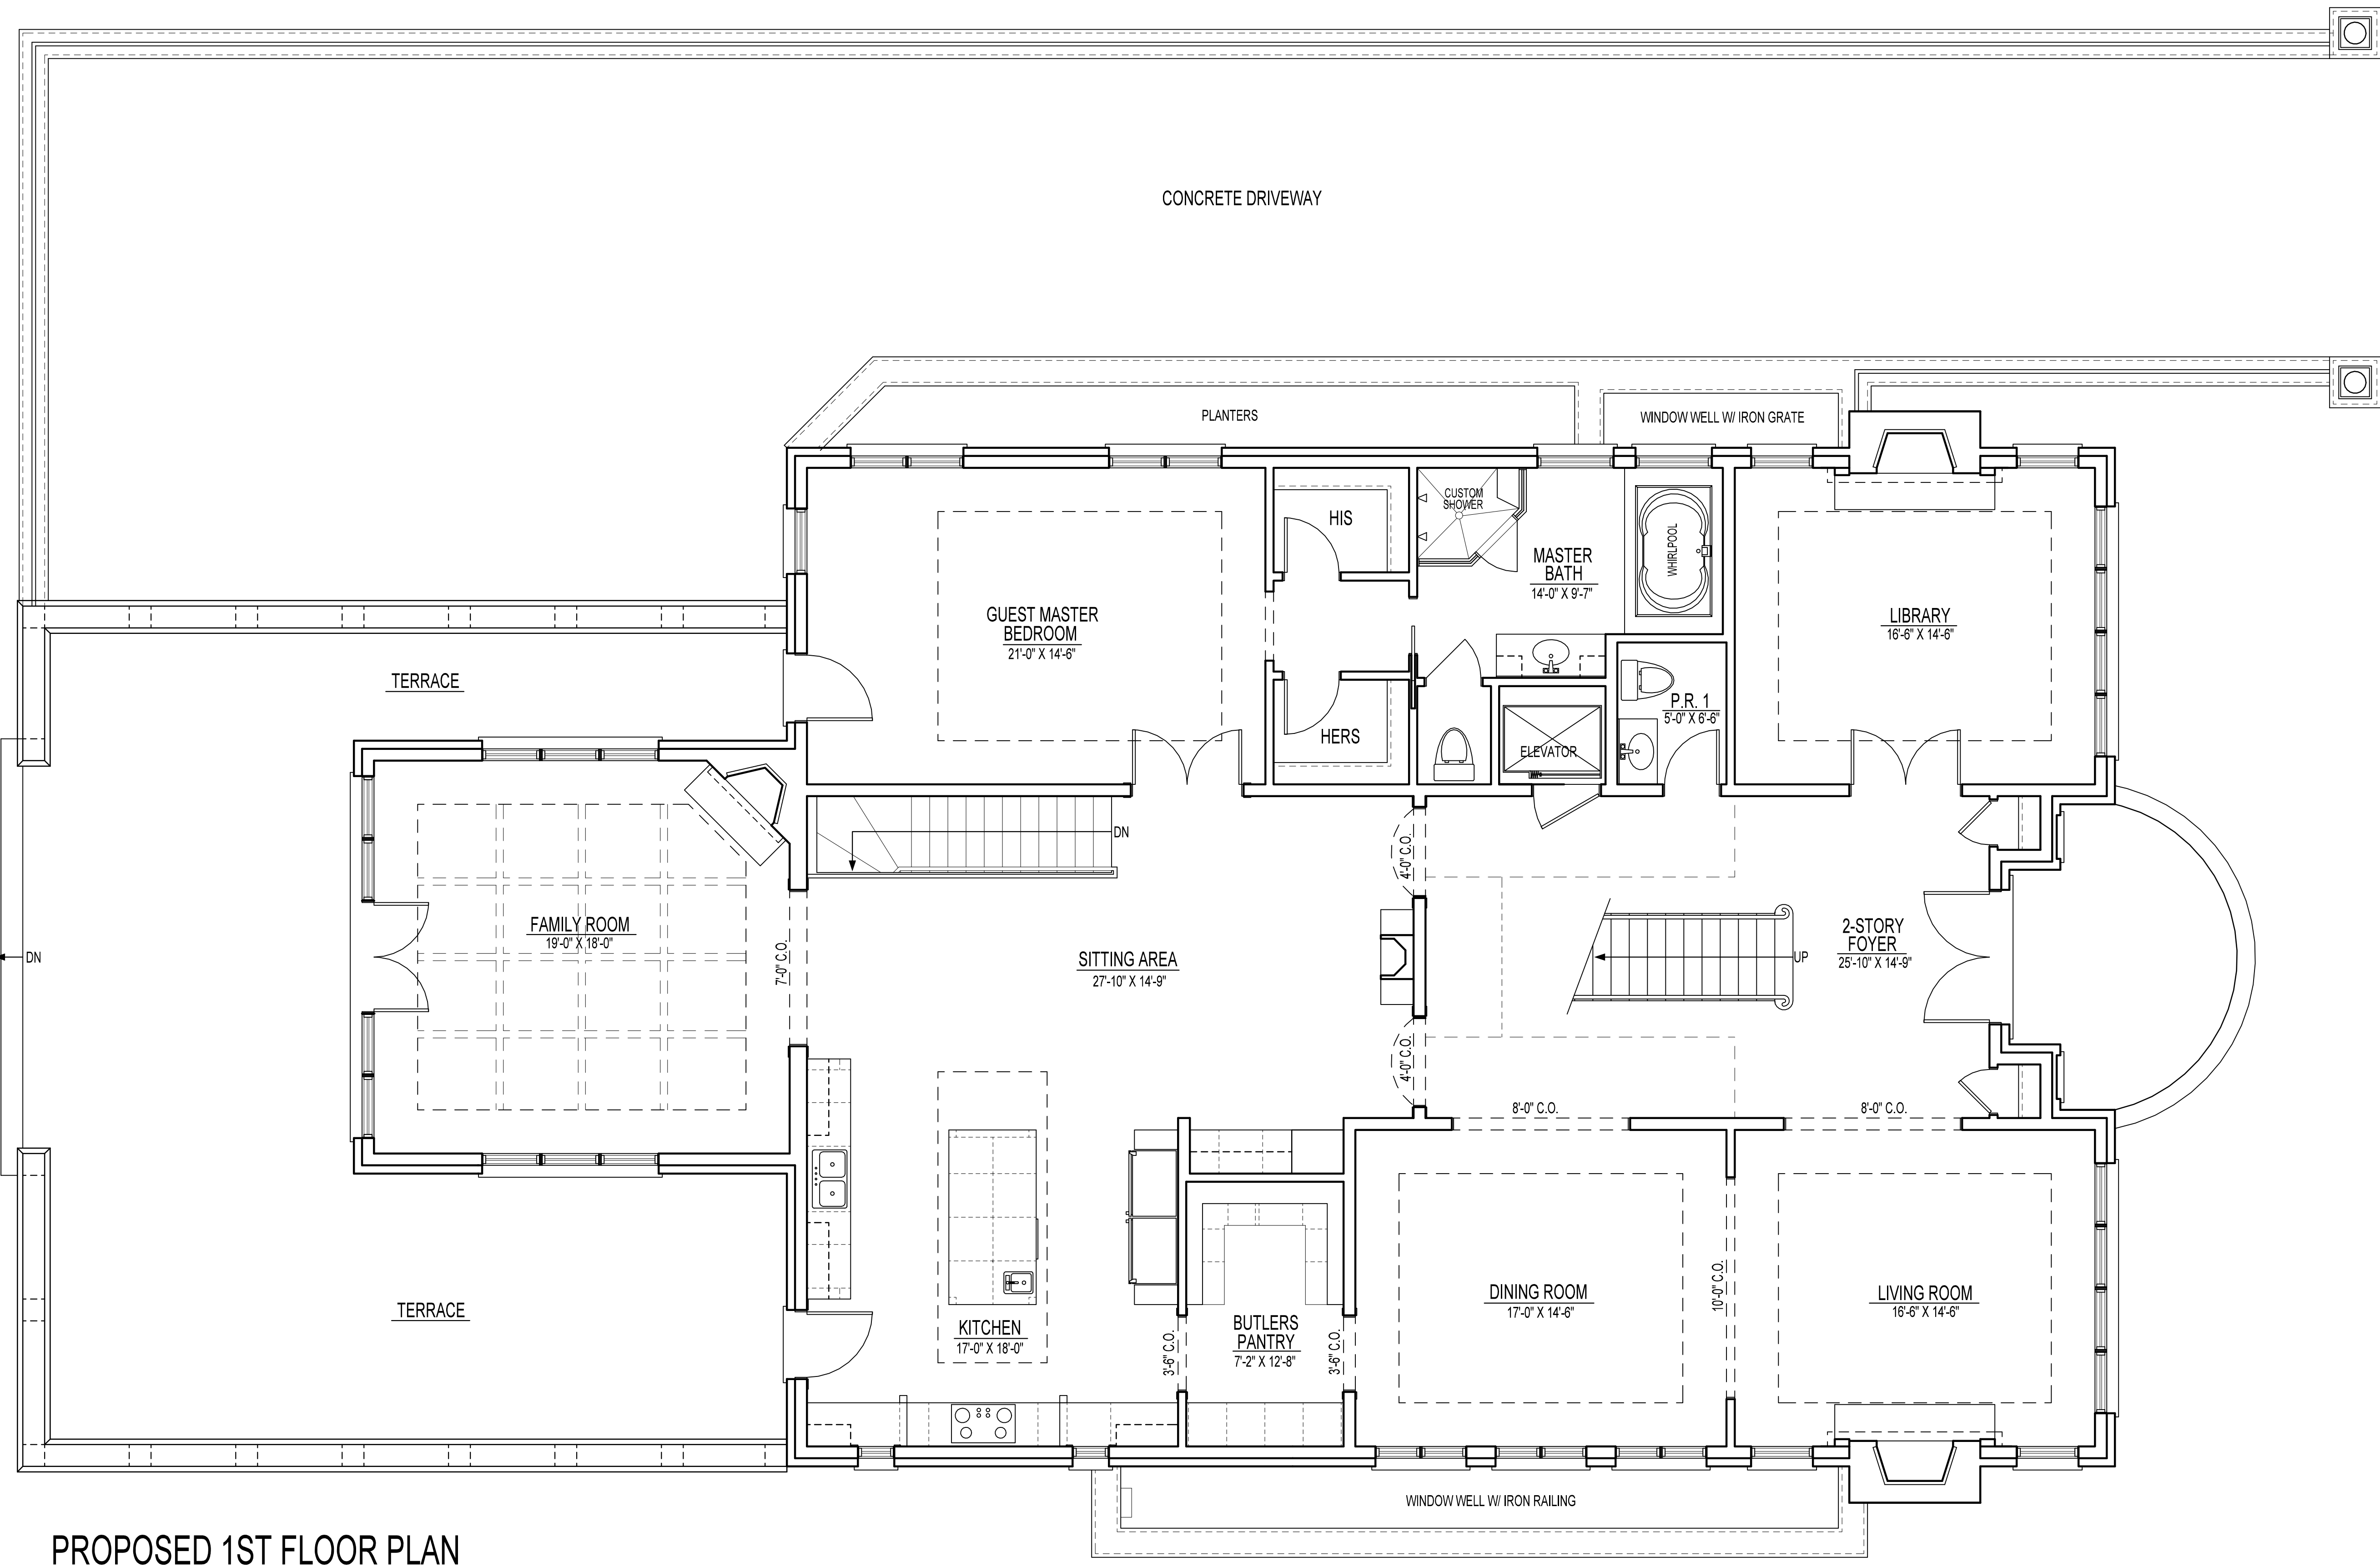 CONCRETE DRIVEWAY
PLANTERS
WINDOW WELL W/ IRON GRATE
CUSTOM
SHOWER
HIS
WHIRLPOOL
MASTER
BATH
14'-0" X 9'-7"
GUEST MASTER
BEDROOM
21'-0" X 14'-6"
LIBRARY
16'-6" X 14'-6"
TERRACE
P.R. 1
5'-0" X 6'-6"
HERS
ELEVATOR
DN
4'-0" C.O.
FAMILY ROOM
19'-0" X 18'-0"
7'-0" C.O.
SITTING AREA
27'-10" X 14'-9"
2-STORY
FOYER
25'-10" X 14'-9"
UP
DN
4'-0" C.O.
8'-0" C.O.
8'-0" C.O.
TERRACE
KITCHEN
17'-0" X 18'-0"
3'-6" C.O.
BUTLERS
PANTRY
7'-2" X 12'-8"
3'-6" C.O.
DINING ROOM
17'-0" X 14'-6"
10'-0" C.O.
LIVING ROOM
16'-6" X 14'-6"
WINDOW WELL W/ IRON RAILING
PROPOSED 1ST FLOOR PLAN